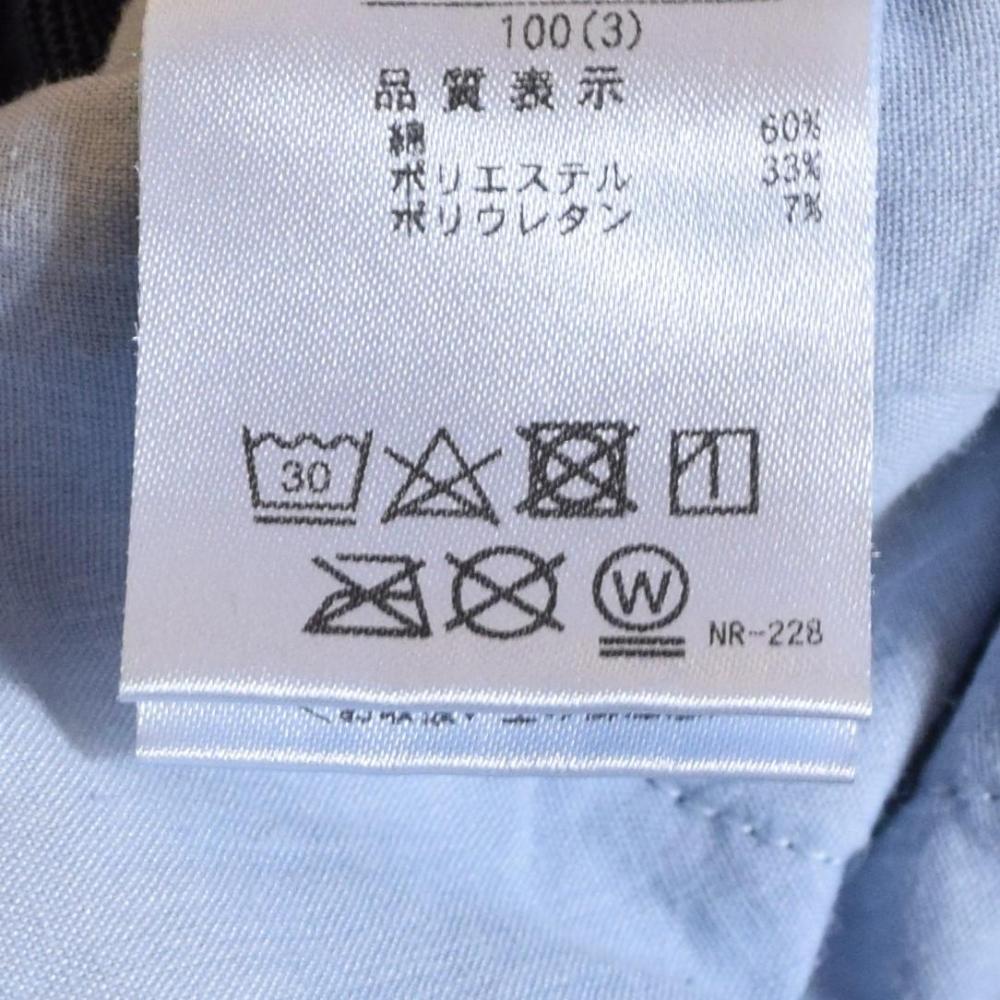 100(3)
品質表示
綿 60%
ポリエステル 33%
ポリウレタン 7%
30
W NR-228